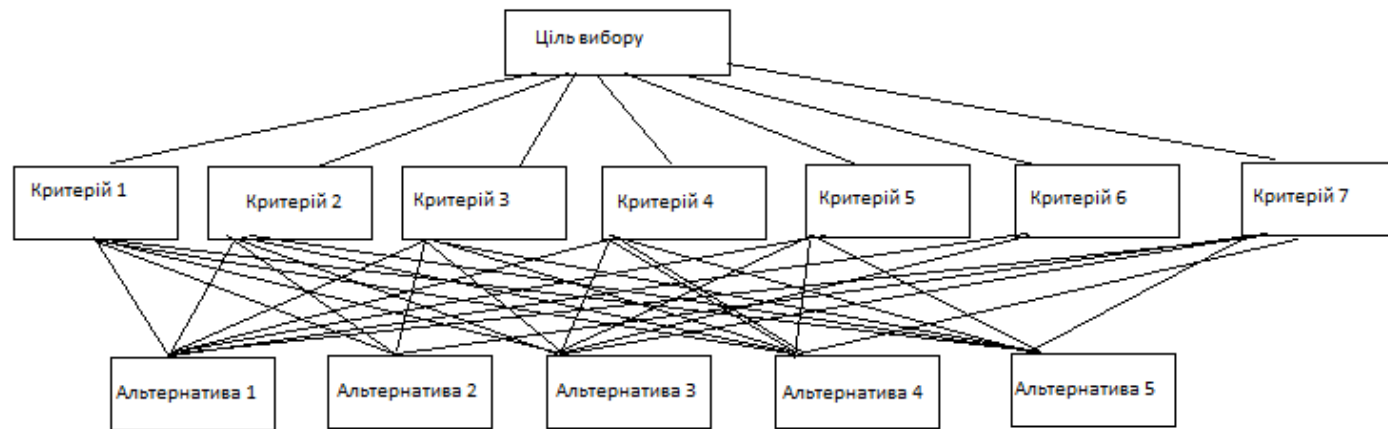 Ціль вибору
Критерій 1
Критерій 2
Критерій 3
Критерій 4
Критерій 5
Критерій 6
Критерій 7
Альтернатива 1
Альтернатива 2
Альтернатива 3
Альтернатива 4
Альтернатива 5